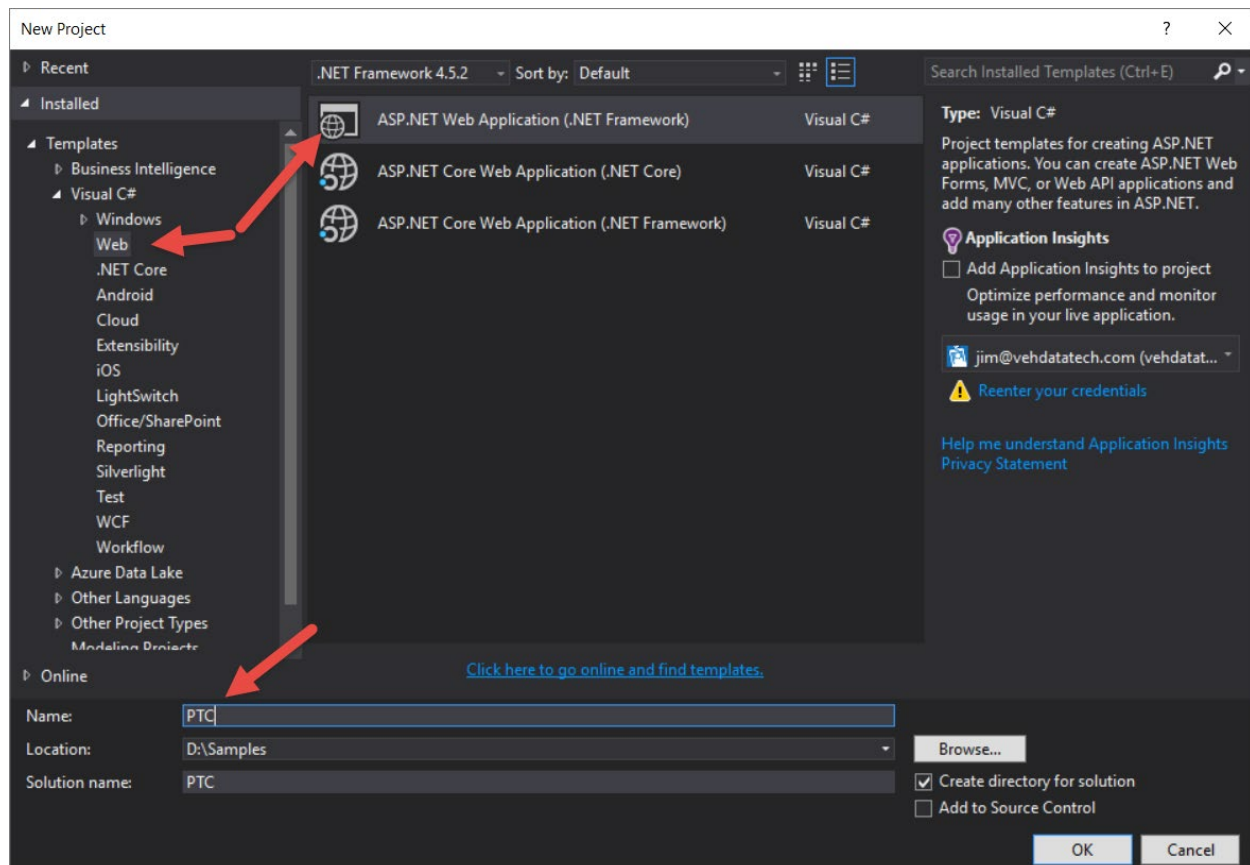 New Project
?
Recent
.NET Framework 4.5.2
Sort by: Default
Search Installed Templates (Ctrl+E)
Installed
Templates
Business Intelligence
Visual C#
Windows
Web
.NET Core
Android
Cloud
Extensibility
iOS
LightSwitch
Office/SharePoint
Reporting
Silverlight
Test
WCF
Workflow
Azure Data Lake
Other Languages
Other Project Types
Modeling Projects
Online
ASP.NET Web Application (.NET Framework) Visual C#
ASP.NET Core Web Application (.NET Core) Visual C#
ASP.NET Core Web Application (.NET Framework) Visual C#
Click here to go online and find templates.
Type: Visual C#
Project templates for creating ASP.NET
applications. You can create ASP.NET Web
Forms, MVC, or Web API applications and
add many other features in ASP.NET.
Application Insights
Add Application Insights to project
Optimize performance and monitor
usage in your live application.
jim@vehdatatech.com (vehdatat...
Reenter your credentials
Help me understand Application Insights
Privacy Statement
Name: PTC
Location: D:\Samples
Browse...
Solution name: PTC
Create directory for solution
Add to Source Control
OK
Cancel